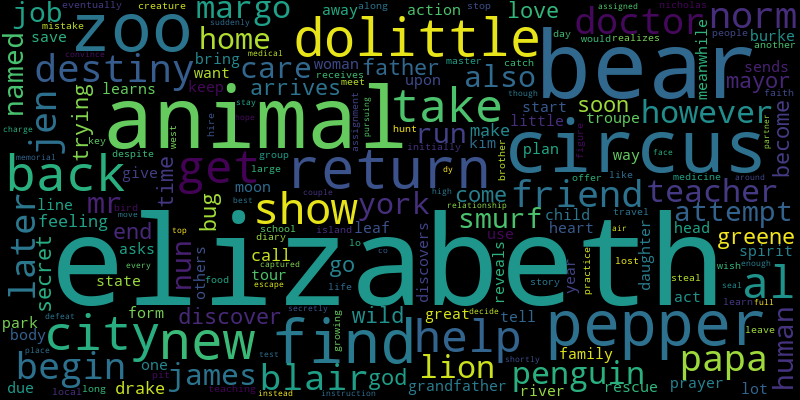 job zoo margo away action love doctor norm
creature eventually mistake save home dolittle
named destiny care father also bear mayor
jen trying learns animal take circus however
back get return run soon troupe teacher
later mr time show york friend become
secret feeling line bug come smurf attempt
nun end asks call tour go greene
elizabeth al human
city new find help pepper
begin discover wild lion penguin papa
james blair god family
drake grandfather river rescue prayer lot
park body due one state form
moon diary leaf others discovers reveals
daughter heart child use head spirit act
great tell story year plan way make kim
woman upon bring want keep arrives
burke meanwhile sends realizes
suddenly along stop assigned nicholas
day would people another
convince medical receives meet master catch
though faith stay hire key west
assignment pursuing hunt initially
start little brother partner figure
offer like medicine around face
group large couple dy high relationship
despite give charge memorial bird move
school island life food captured escape
secretly best lo co top every
travel air lost practice steal wish enough
seal learn full leave
growing test decide shortly
defeat place local long pit teaching instead instruction
hope